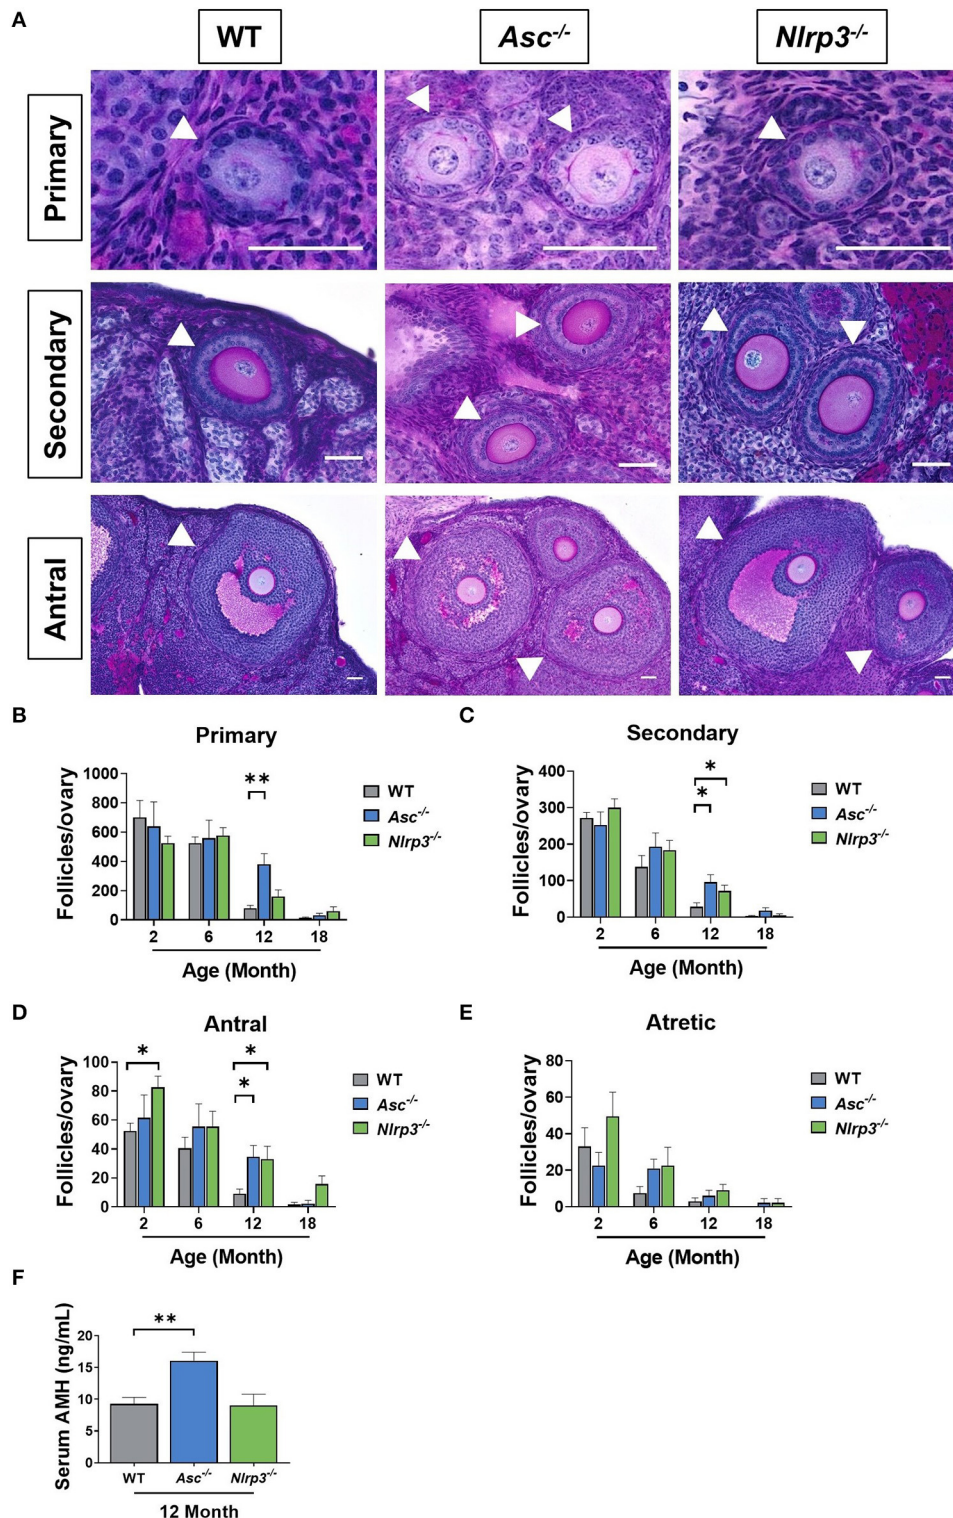 A
WT
Asc-/-
Nlrp3-/-
Primary
Secondary
Antral
B
Primary
Follicles/ovary
1000
800
600
400
200
0
**
2 6 12 18
Age (Month)
WT
Asc-/-
Nlrp3-/-
C
Secondary
Follicles/ovary
400
300
200
100
0
*
*
2 6 12 18
Age (Month)
WT
Asc-/-
Nlrp3-/-
D
Antral
Follicles/ovary
100
80
60
40
20
0
* *
*
2 6 12 18
Age (Month)
WT
Asc-/-
Nlrp3-/-
E
Atretic
Follicles/ovary
80
60
40
20
0
2 6 12 18
Age (Month)
WT
Asc-/-
Nlrp3-/-
F
Serum AMH (ng/mL)
20
15
10
5
0
**
WT Asc-/- Nlrp3-/-
12 Month